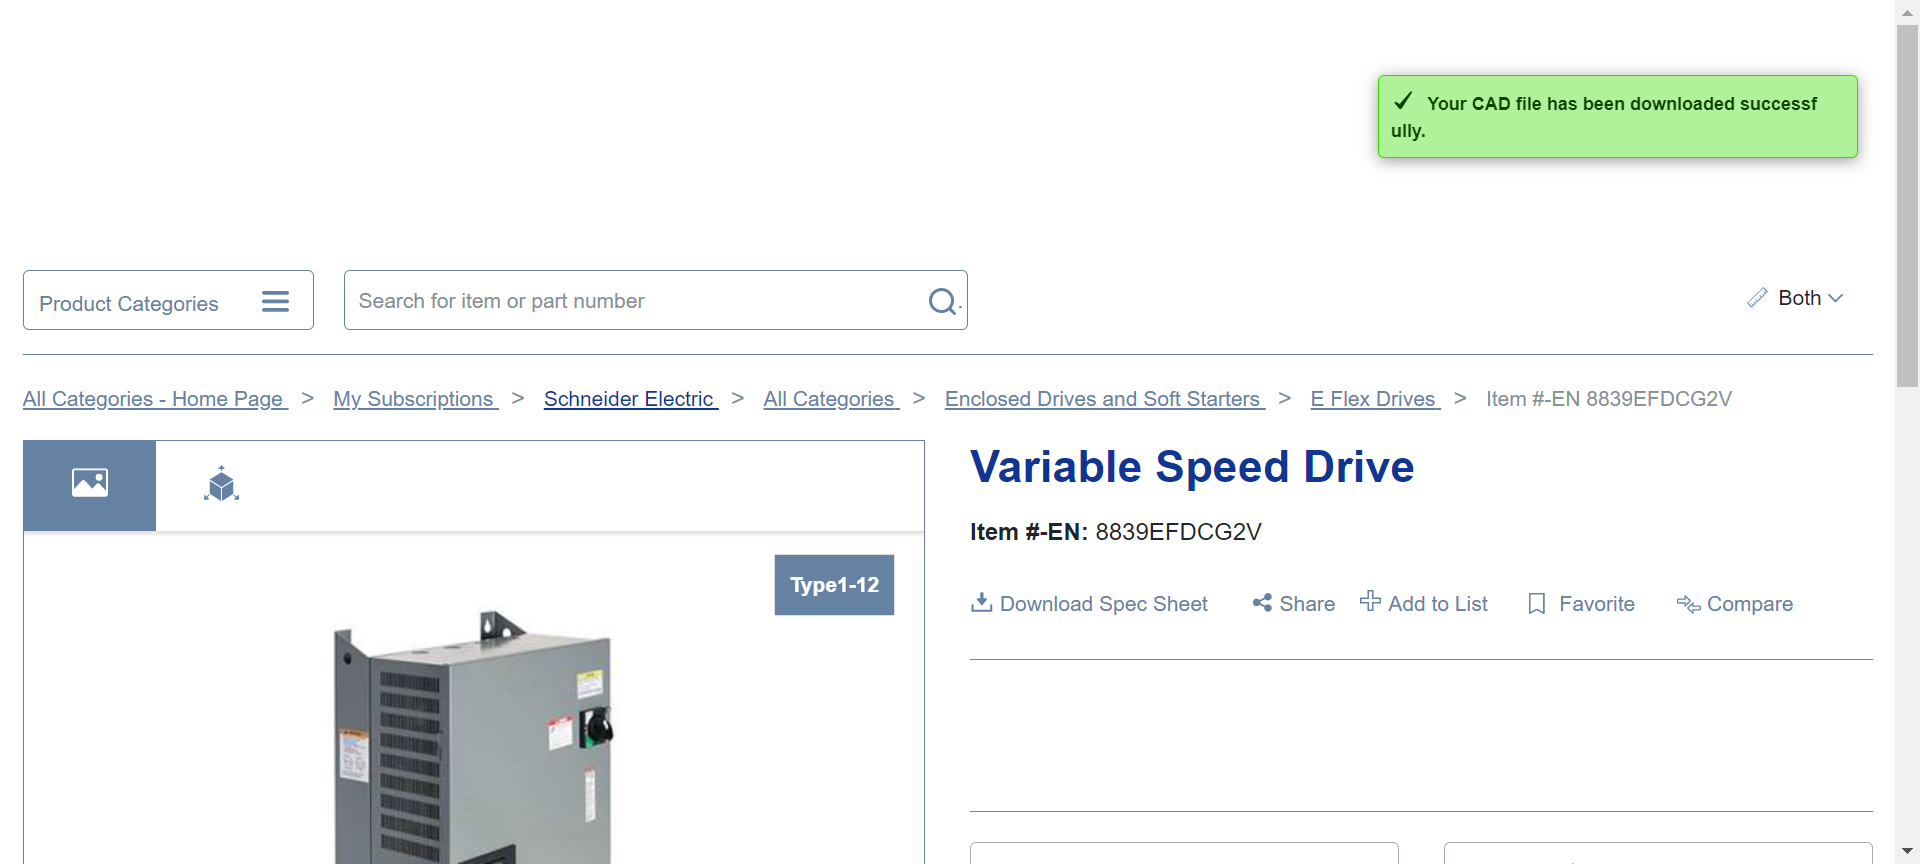 ✓ Your CAD file has been downloaded successf
ully.
Product Categories
Search for item or part number
Both
All Categories - Home Page > My Subscriptions > Schneider Electric > All Categories > Enclosed Drives and Soft Starters > E Flex Drives > Item #-EN 8839EFDCG2V
Variable Speed Drive
Item #-EN: 8839EFDCG2V
Download Spec Sheet Share Add to List Favorite Compare
Type1-12